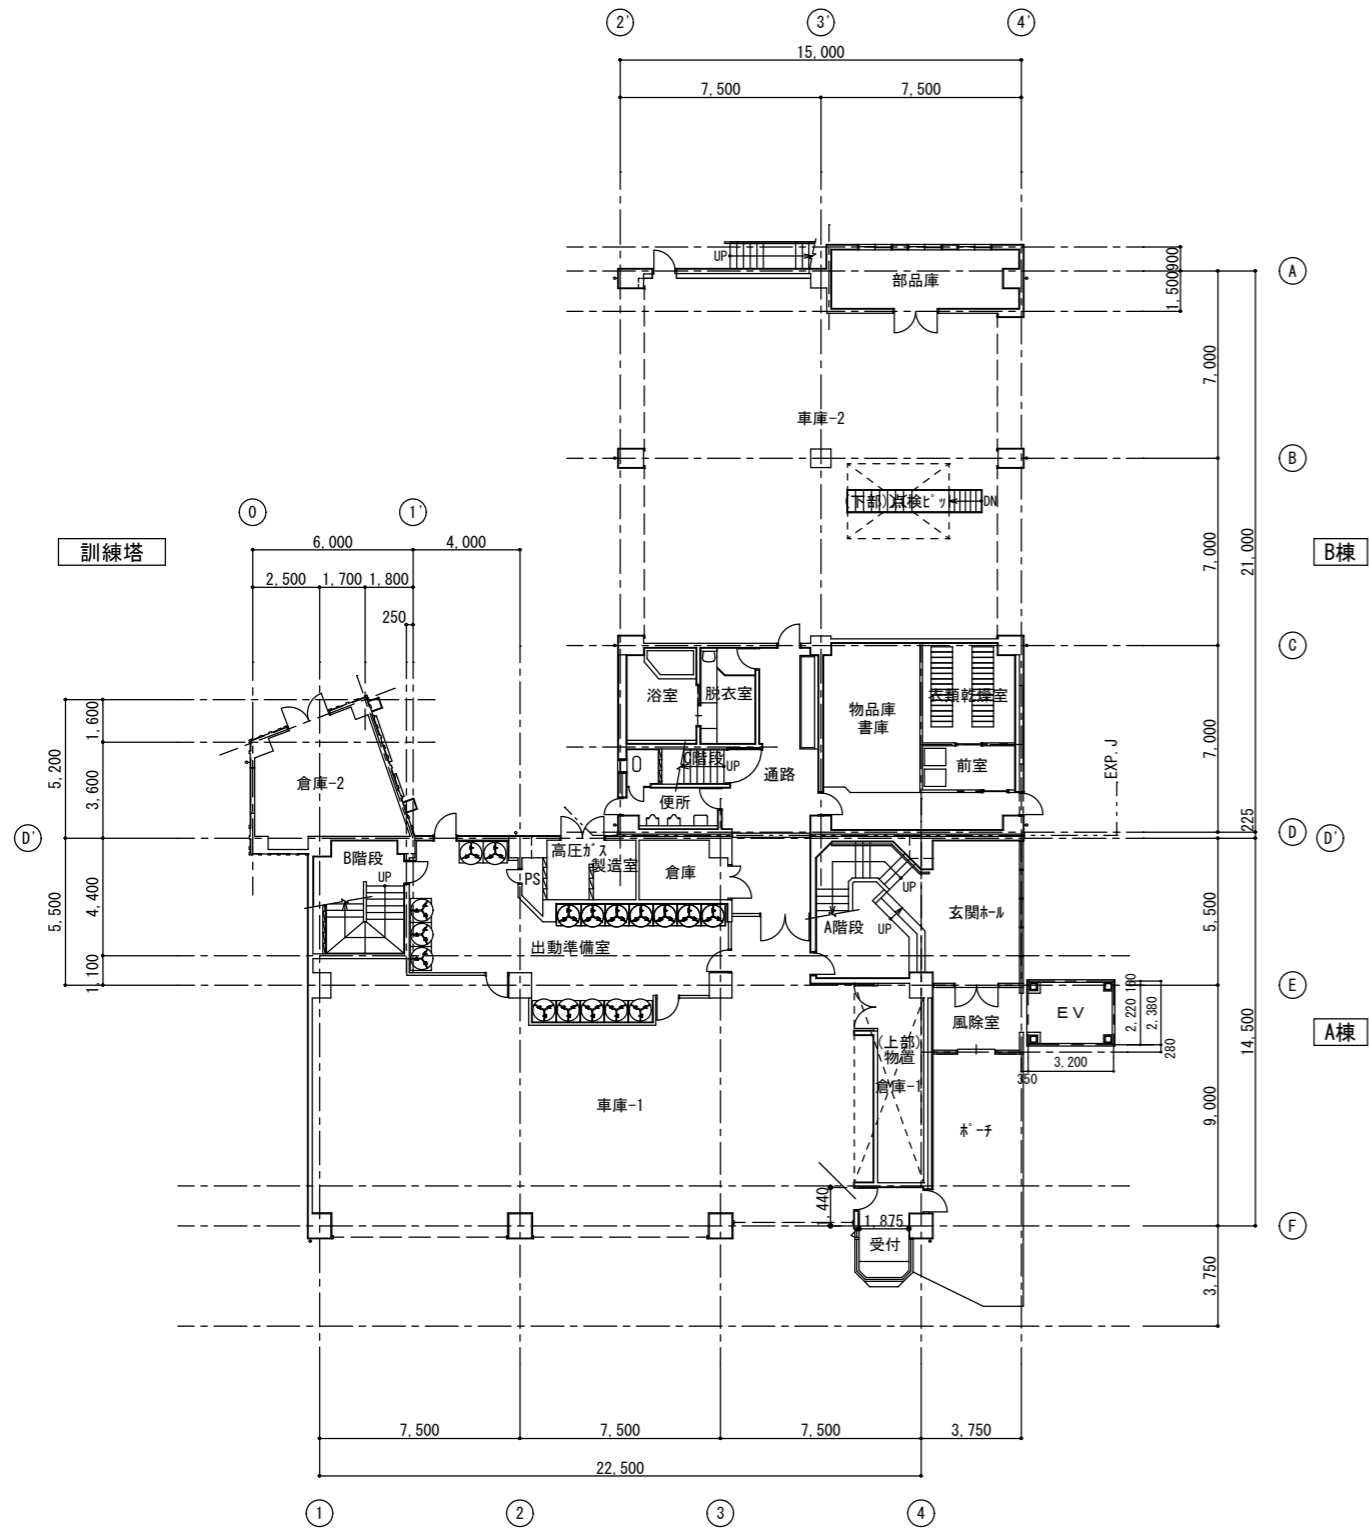 2' 3' 4'
15,000
7,500 7,500
UP
部品庫
A
1,500
900
7,000
車庫-2
B
(下部)点検ピット
DN
0 1'
6,000 4,000
訓練塔
2,500 1,700 1,800
250
7,000
21,000
B棟
C
浴室
脱衣室
物品庫
書庫
衣類乾燥室
前室
C階段
UP
通路
便所
7,000
EXP.J
5,200
1,600
3,600
倉庫-2
D'
225
D
D'
B階段
UP
高圧ガス
製造室
PS
倉庫
A階段
UP
UP
玄関ホール
出動準備室
5,500
4,400
1,100
5,500
E
風除室
EV
2,220
160
2,380
280
3,200
350
14,500
A棟
(上部)
物置
倉庫-1
車庫-1
ポーチ
9,000
1,875
受付
F
3,750
7,500 7,500 7,500 3,750
22,500
1 2 3 4